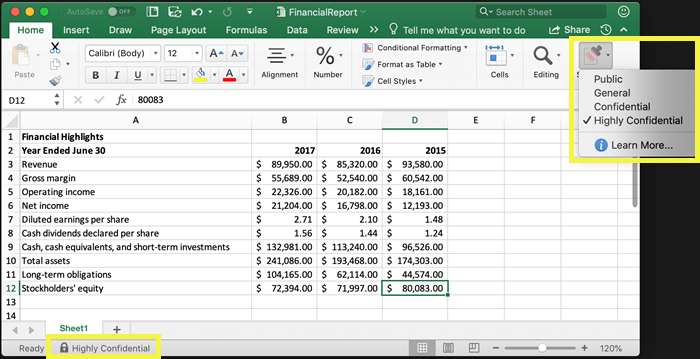 AutoSave OFF FinancialReport Search Sheet
Home Insert Draw Page Layout Formulas Data Review >> Tell me what you want to do Share
Paste Calibri (Body) 12 A A Alignment Number Conditional Formatting Cells Editing
B I U A % Format as Table
Cell Styles
Public
General
Confidential
✓ Highly Confidential
Learn More...
D12 fx 80083
A B C D E F
1 Financial Highlights
2 Year Ended June 30 2017 2016 2015
3 Revenue $ 89,950.00 $ 85,320.00 $ 93,580.00
4 Gross margin $ 55,689.00 $ 52,540.00 $ 60,542.00
5 Operating income $ 22,326.00 $ 20,182.00 $ 18,161.00
6 Net income $ 21,204.00 $ 16,798.00 $ 12,193.00
7 Diluted earnings per share $ 2.71 $ 2.10 $ 1.48
8 Cash dividends declared per share $ 1.56 $ 1.44 $ 1.24
9 Cash, cash equivalents, and short-term investments $ 132,981.00 $ 113,240.00 $ 96,526.00
10 Total assets $ 241,086.00 $ 193,468.00 $ 174,303.00
11 Long-term obligations $ 104,165.00 $ 62,114.00 $ 44,574.00
12 Stockholders' equity $ 72,394.00 $ 71,997.00 $ 80,083.00
13
14
Sheet1 +
Ready Highly Confidential 120%